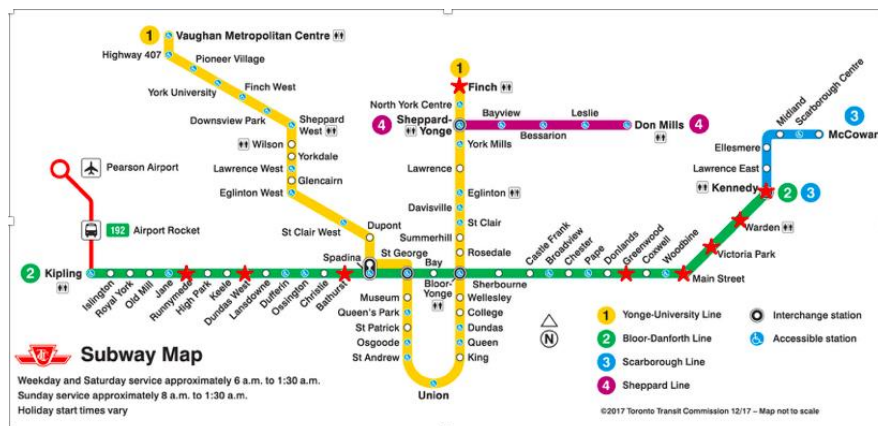 1
Vaughan Metropolitan Centre
Highway 407
Pioneer Village
York University
Finch West
Downsview Park
Sheppard
West
Wilson
Yorkdale
Lawrence West
Glencairn
Eglinton West
St Clair West
Dupont
Spadina
St George
Museum
Queen's Park
St Patrick
Osgoode
St Andrew
Union
King
Queen
Dundas
College
Wellesley
Bloor-
Yonge
Rosedale
Summerhill
St Clair
Davisville
Eglinton
Lawrence
York Mills
4
Sheppard-
Yonge
North York Centre
Finch
1
Bayview
Bessarion
Leslie
Don Mills
4
Pearson Airport
192 Airport Rocket
2 Kipling
Islington
Royal York
Old Mill
Jane
Runnymede
High Park
Keele
Dundas West
Lansdowne
Dufferin
Ossington
Christie
Bathurst
Bay
Sherbourne
Castle Frank
Broadview
Chester
Pape
Donlands
Greenwood
Coxwell
Woodbine
Main Street
Victoria Park
Warden
Kennedy
2 3
Lawrence East
Ellesmere
Midland
Scarborough Centre
3
McCowan
N
1 Yonge-University Line
2 Bloor-Danforth Line
3 Scarborough Line
4 Sheppard Line
Interchange station
Accessible station
TTC
Subway Map
Weekday and Saturday service approximately 6 a.m. to 1:30 a.m.
Sunday service approximately 8 a.m. to 1:30 a.m.
Holiday start times vary
©2017 Toronto Transit Commission 12/17 – Map not to scale